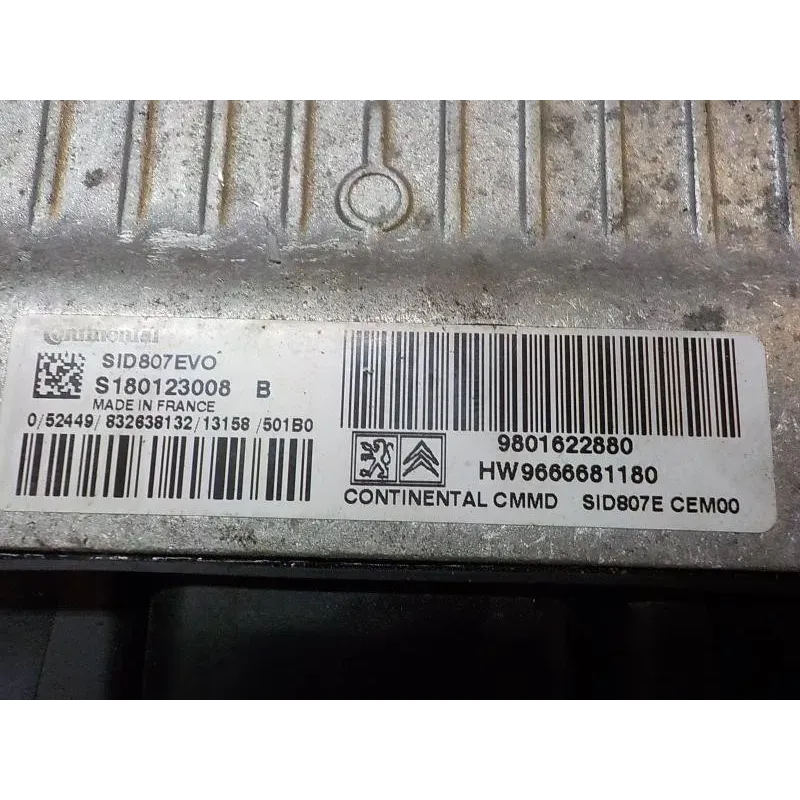 Continental
SID807EVO
S180123008 B
MADE IN FRANCE
0/52449/832638132/13158/501B0
9801622880
HW9666681180
CONTINENTAL CMMD SID807E CEM00